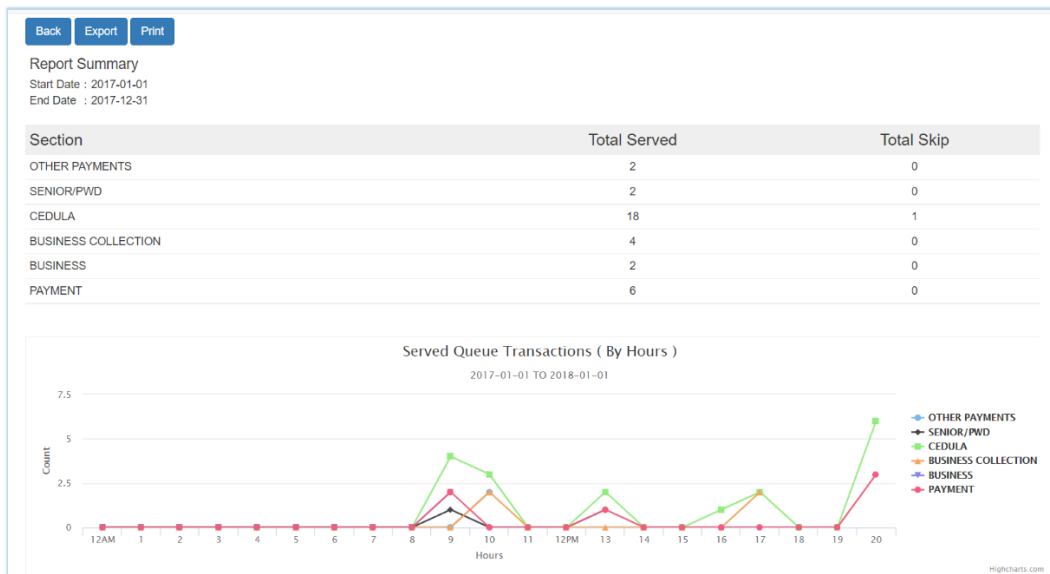 Back Export Print
Report Summary
Start Date : 2017-01-01
End Date : 2017-12-31
Section Total Served Total Skip
OTHER PAYMENTS 2 0
SENIOR/PWD 2 0
CEDULA 18 1
BUSINESS COLLECTION 4 0
BUSINESS 2 0
PAYMENT 6 0
Served Queue Transactions ( By Hours )
2017-01-01 TO 2018-01-01
7.5
5
2.5
0
Count
12AM 1 2 3 4 5 6 7 8 9 10 11 12PM 13 14 15 16 17 18 19 20
Hours
OTHER PAYMENTS
SENIOR/PWD
CEDULA
BUSINESS COLLECTION
BUSINESS
PAYMENT
Highcharts.com